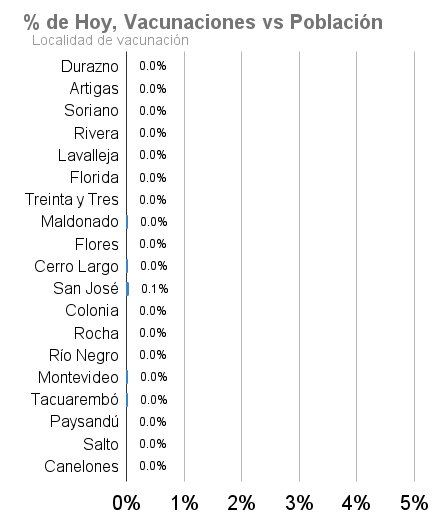 % de Hoy, Vacunaciones vs Población
Localidad de vacunación
Durazno 0.0%
Artigas 0.0%
Soriano 0.0%
Rivera 0.0%
Lavalleja 0.0%
Florida 0.0%
Treinta y Tres 0.0%
Maldonado 0.0%
Flores 0.0%
Cerro Largo 0.0%
San José 0.1%
Colonia 0.0%
Rocha 0.0%
Río Negro 0.0%
Montevideo 0.0%
Tacuarembó 0.0%
Paysandú 0.0%
Salto 0.0%
Canelones 0.0%
0% 1% 2% 3% 4% 5%